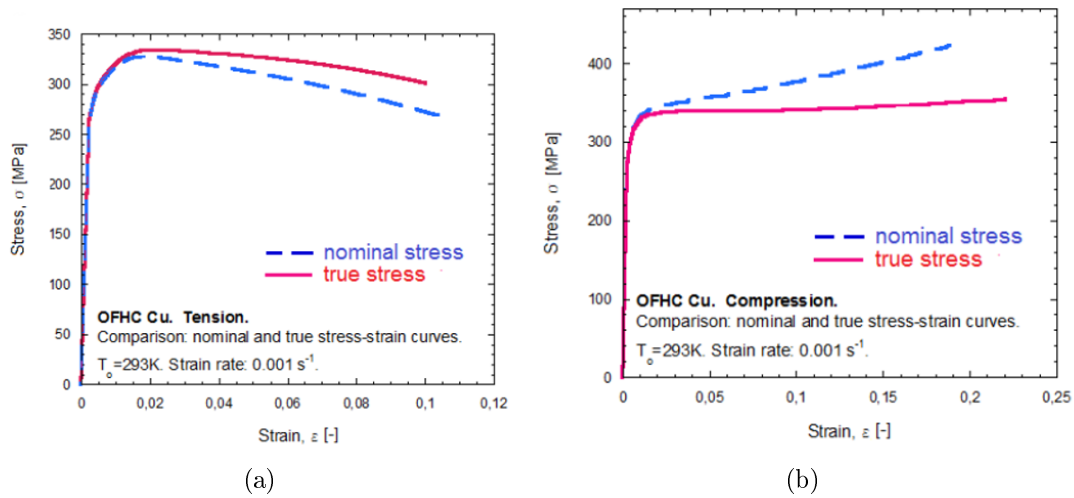 350
300
250
200
150
100
50
0
Stress, σ [MPa]
nominal stress
true stress
OFHC Cu. Tension.
Comparison: nominal and true stress-strain curves.
T_o=293K. Strain rate: 0.001 s⁻¹.
0 0,02 0,04 0,06 0,08 0,1 0,12
Strain, ε [-]
(a)
400
300
200
100
0
Stress, σ [MPa]
nominal stress
true stress
OFHC Cu. Compression.
Comparison: nominal and true stress-strain curves.
T_o=293K. Strain rate: 0.001 s⁻¹.
0 0,05 0,1 0,15 0,2 0,25
Strain, ε [-]
(b)